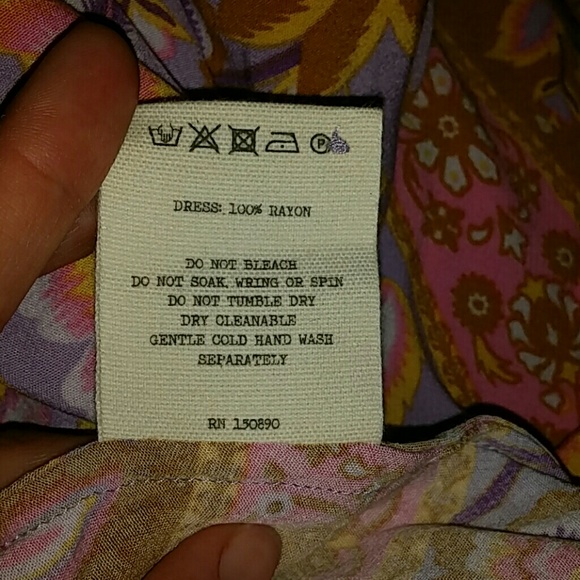 P
DRESS: 100% RAYON
DO NOT BLEACH
DO NOT SOAK, WRING OR SPIN
DO NOT TUMBLE DRY
DRY CLEANABLE
GENTLE COLD HAND WASH
SEPARATELY
RN 150890